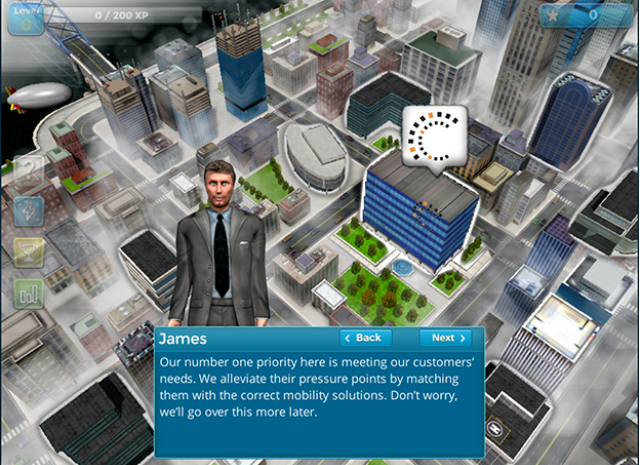 Level
0
0 / 200 XP
0
James
Back
Next
Our number one priority here is meeting our customers'
needs. We alleviate their pressure points by matching
them with the correct mobility solutions. Don't worry,
we'll go over this more later.